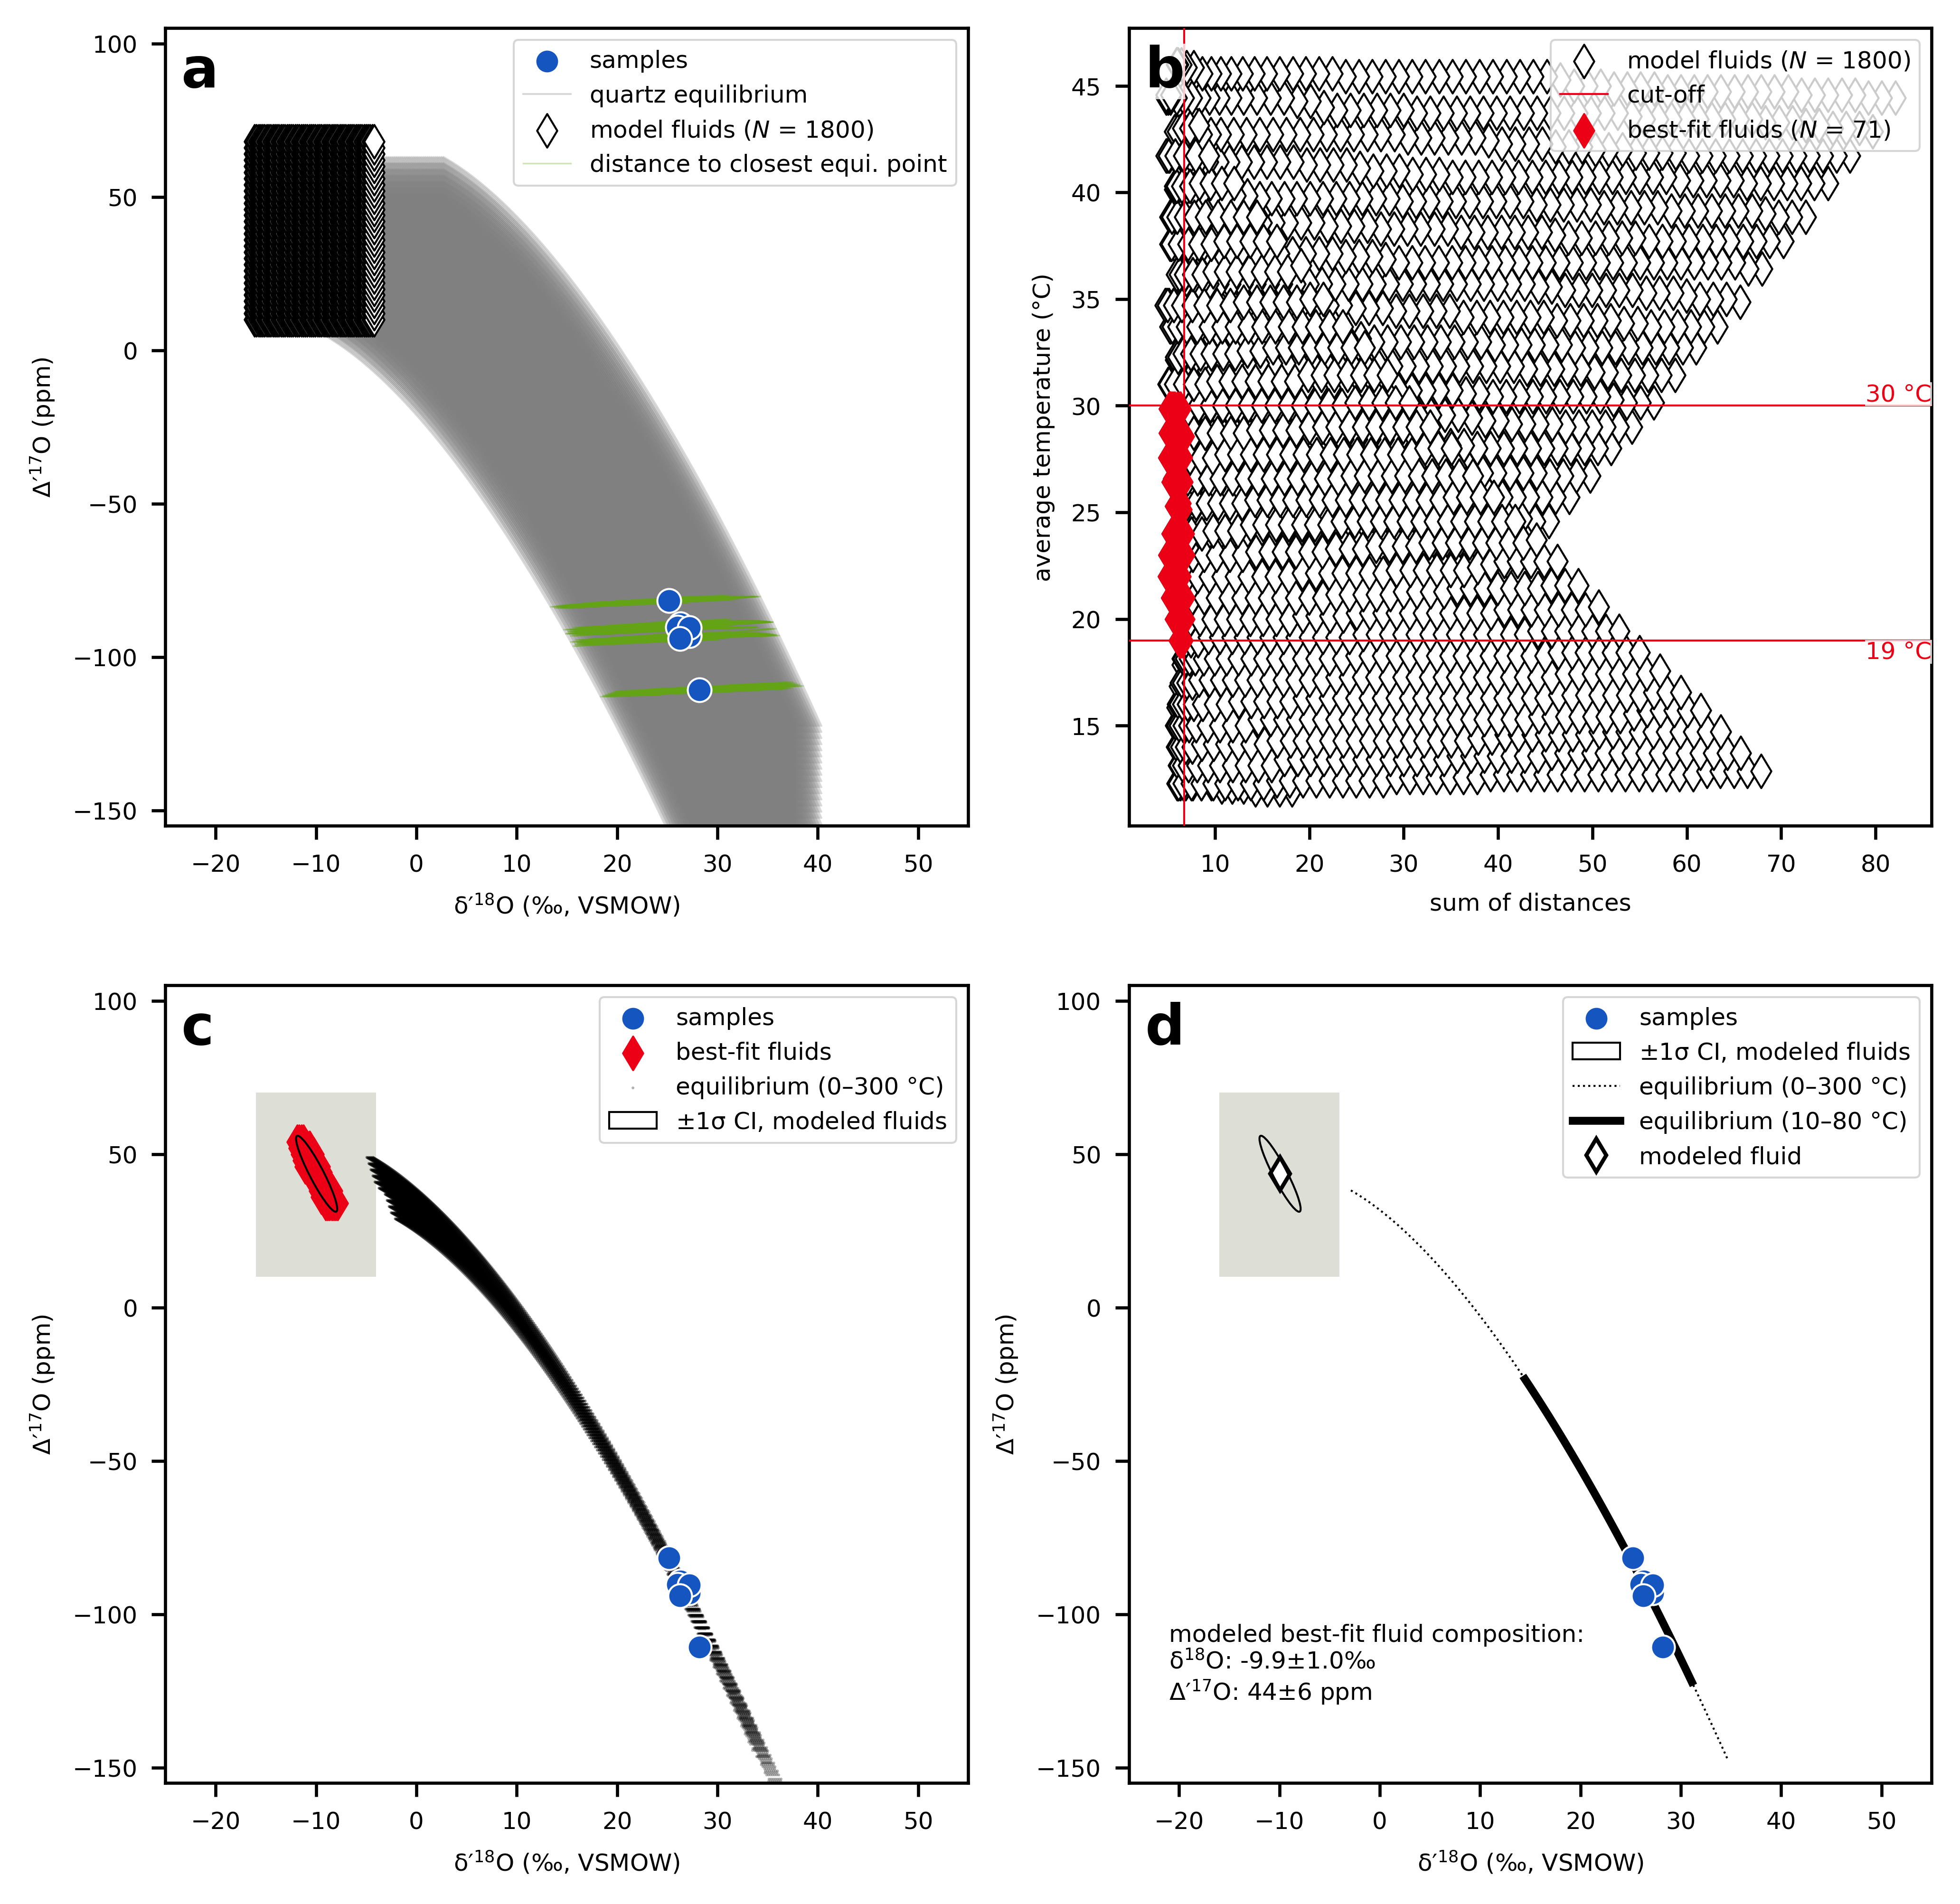 a
samples
quartz equilibrium
model fluids (N = 1800)
distance to closest equi. point
100
50
0
−50
−100
−150
Δ′¹⁷O (ppm)
−20 −10 0 10 20 30 40 50
δ′¹⁸O (‰, VSMOW)
b
model fluids (N = 1800)
cut-off
best-fit fluids (N = 71)
45
40
35
30
25
20
15
average temperature (°C)
30 °C
19 °C
10 20 30 40 50 60 70 80
sum of distances
c
samples
best-fit fluids
equilibrium (0–300 °C)
±1σ CI, modeled fluids
100
50
0
−50
−100
−150
Δ′¹⁷O (ppm)
−20 −10 0 10 20 30 40 50
δ′¹⁸O (‰, VSMOW)
d
samples
±1σ CI, modeled fluids
equilibrium (0–300 °C)
equilibrium (10–80 °C)
modeled fluid
100
50
0
−50
−100
−150
Δ′¹⁷O (ppm)
modeled best-fit fluid composition:
δ¹⁸O: -9.9±1.0‰
Δ′¹⁷O: 44±6 ppm
−20 −10 0 10 20 30 40 50
δ′¹⁸O (‰, VSMOW)